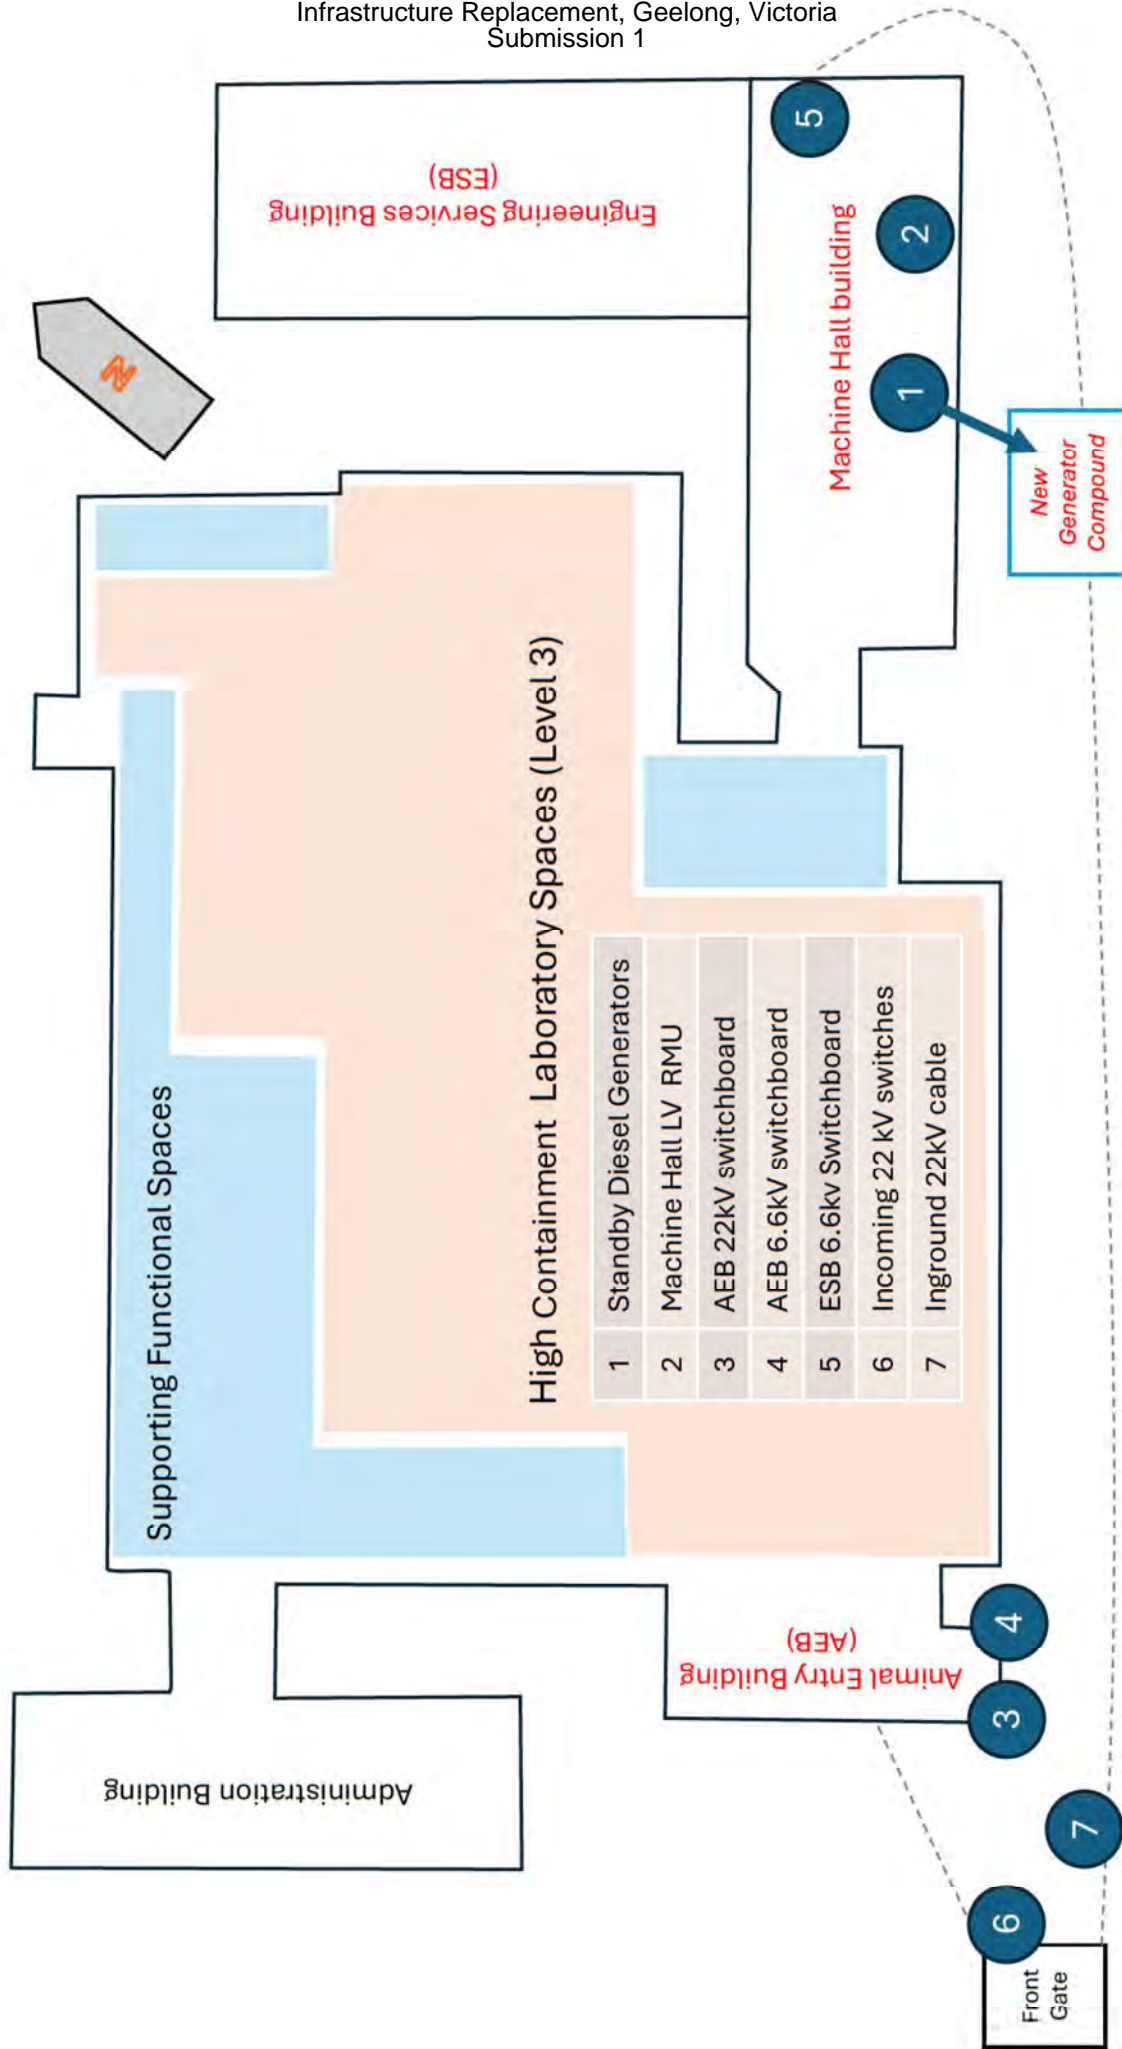 Infrastructure Replacement, Geelong, Victoria
Submission 1
N
Engineering Services Building
(ESB)
5
2
1
Machine Hall building
New
Generator
Compound
Supporting Functional Spaces
High Containment Laboratory Spaces (Level 3)
1 Standby Diesel Generators
2 Machine Hall LV RMU
3 AEB 22kV switchboard
4 AEB 6.6kV switchboard
5 ESB 6.6kv Switchboard
6 Incoming 22 kV switches
7 Inground 22kV cable
Administration Building
Animal Entry Building
(AEB)
4
3
7
6
Front
Gate